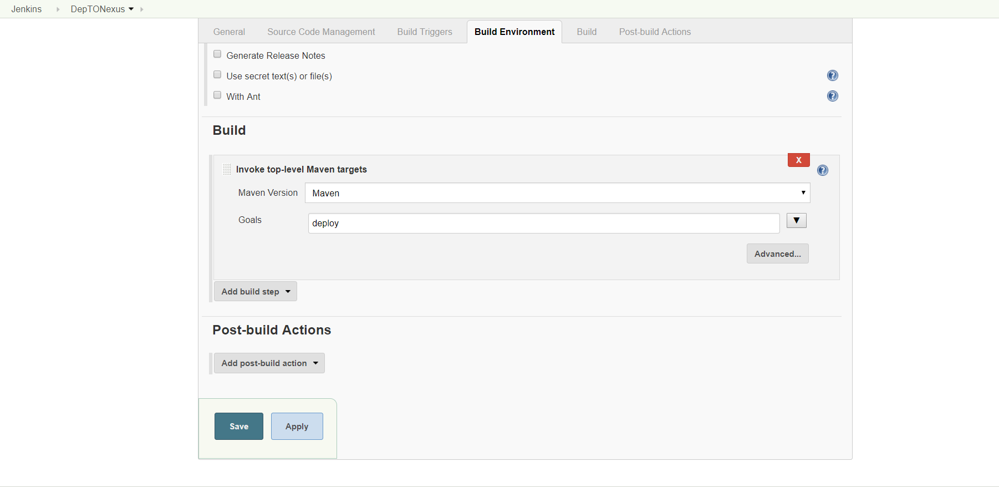 Jenkins DepTONexus
General Source Code Management Build Triggers Build Environment Build Post-build Actions
Generate Release Notes
Use secret text(s) or file(s)
With Ant
Build
X
Invoke top-level Maven targets
Maven Version Maven
Goals deploy
Advanced...
Add build step
Post-build Actions
Add post-build action
Save Apply